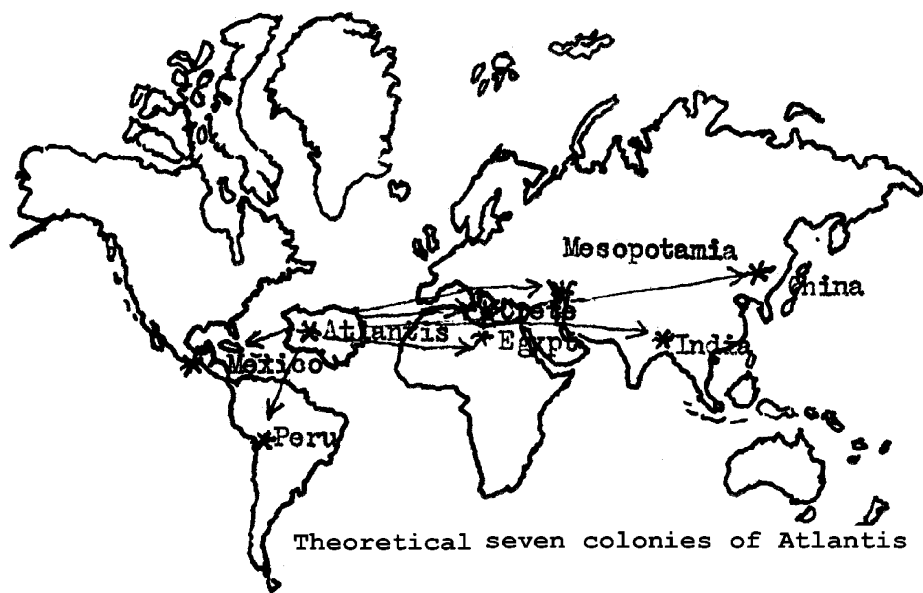 Mesopotamia
China
Crete
Atlantis
Egypt
India
Mexico
Peru
Theoretical seven colonies of Atlantis